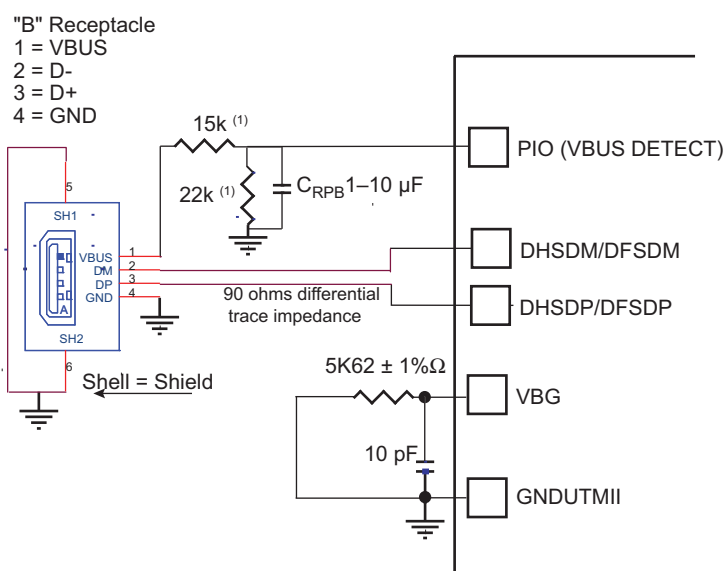 "B" Receptacle
1 = VBUS
2 = D-
3 = D+
4 = GND
15k (1)
22k (1)
CRPB 1–10 µF
PIO (VBUS DETECT)
5
SH1
VBUS 1
DM 2
DP 3
GND 4
A
SH2
6
DHSDM/DFSDM
90 ohms differential
trace impedance
DHSDP/DFSDP
Shell = Shield
5K62 ± 1%Ω
VBG
10 pF
GNDUTMII